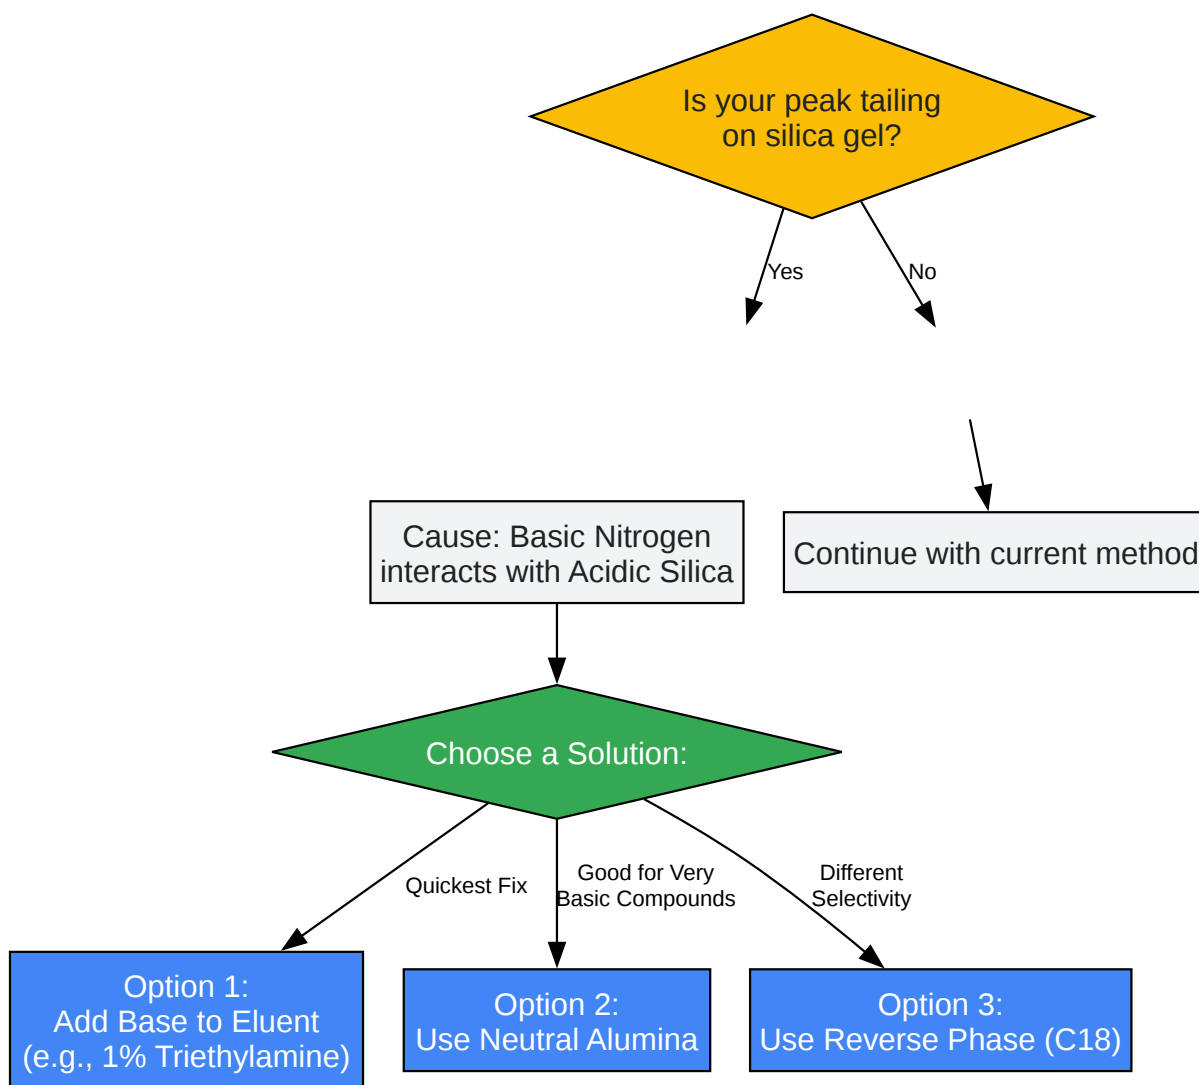 Is your peak tailing
on silica gel?
Yes
No
Cause: Basic Nitrogen
interacts with Acidic Silica
Continue with current method
Choose a Solution:
Quickest Fix
Good for Very
Basic Compounds
Different
Selectivity
Option 1:
Add Base to Eluent
(e.g., 1% Triethylamine)
Option 2:
Use Neutral Alumina
Option 3:
Use Reverse Phase (C18)